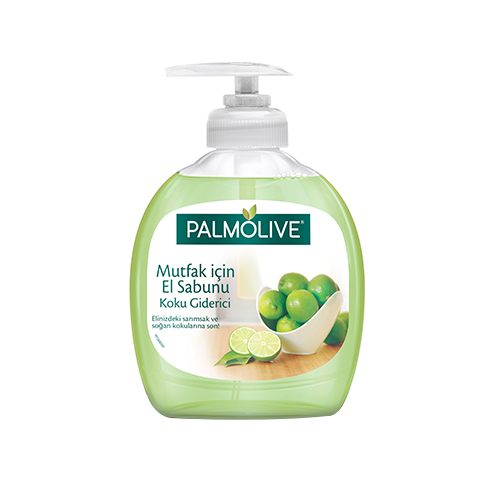 PALMOLIVE
Mutfak için
El Sabunu
Koku Giderici
Elinizdeki sarımsak ve
soğan kokularına son!